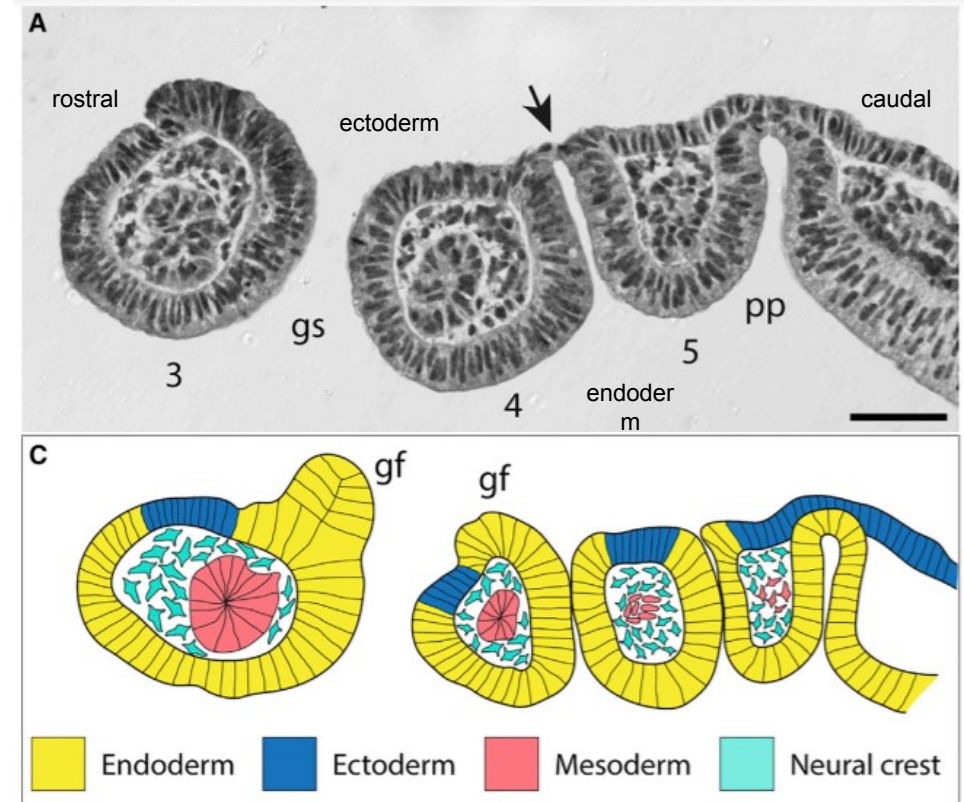 A
rostral
ectoderm
caudal
gs
pp
3
4
5
endoder
m
C
gf
gf
Endoderm
Ectoderm
Mesoderm
Neural crest